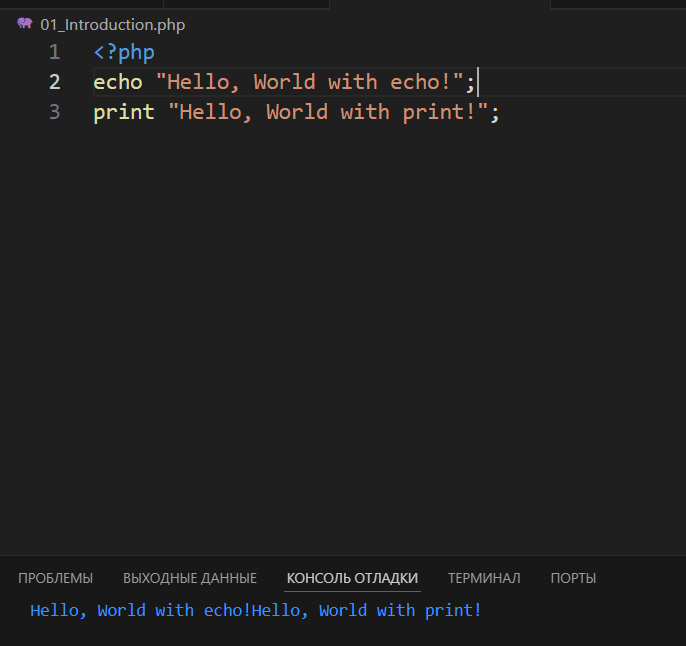 01_Introduction.php
1 <?php
2 echo "Hello, World with echo!";
3 print "Hello, World with print!";
ПРОБЛЕМЫ ВЫХОДНЫЕ ДАННЫЕ КОНСОЛЬ ОТЛАДКИ ТЕРМИНАЛ ПОРТЫ
Hello, World with echo!Hello, World with print!